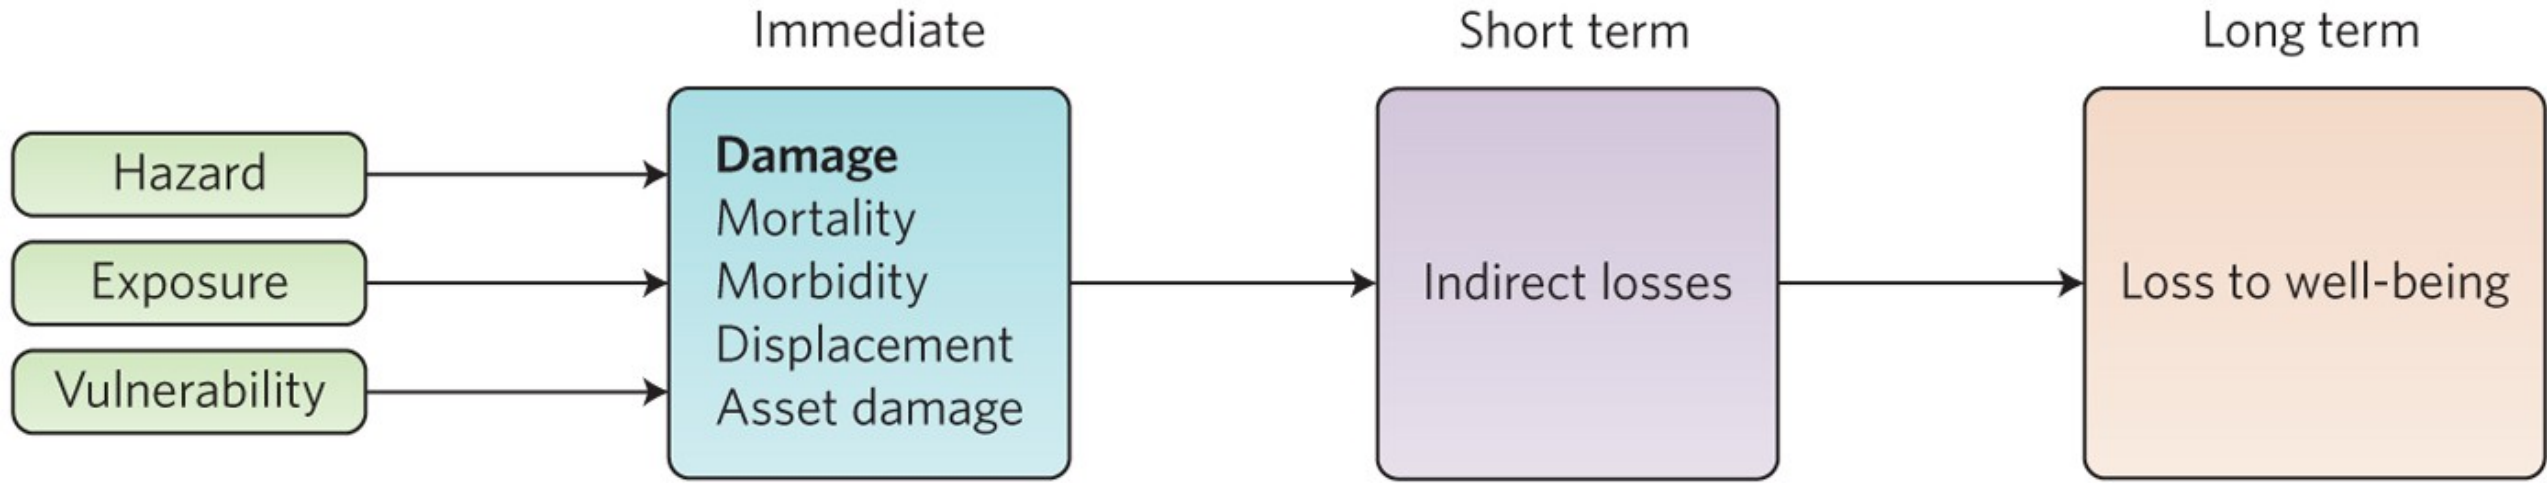 Immediate
Short term
Long term
Hazard
Exposure
Vulnerability
Damage
Mortality
Morbidity
Displacement
Asset damage
Indirect losses
Loss to well-being